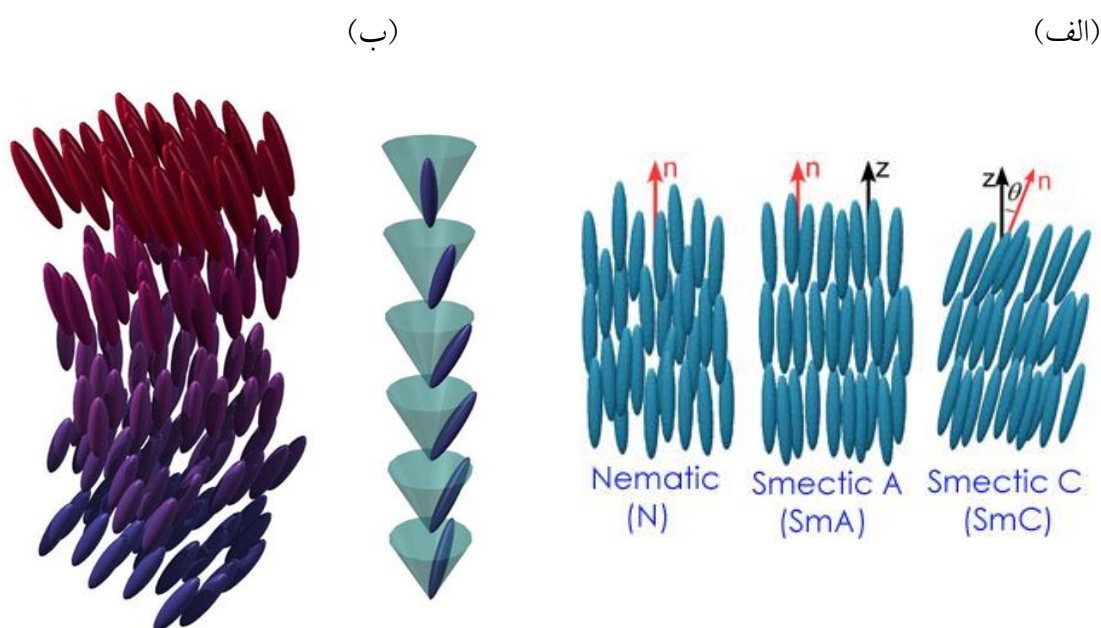 (الف)
(ب)
n
n
z
z
θ
n
Nematic
(N)
Smectic A
(SmA)
Smectic C
(SmC)